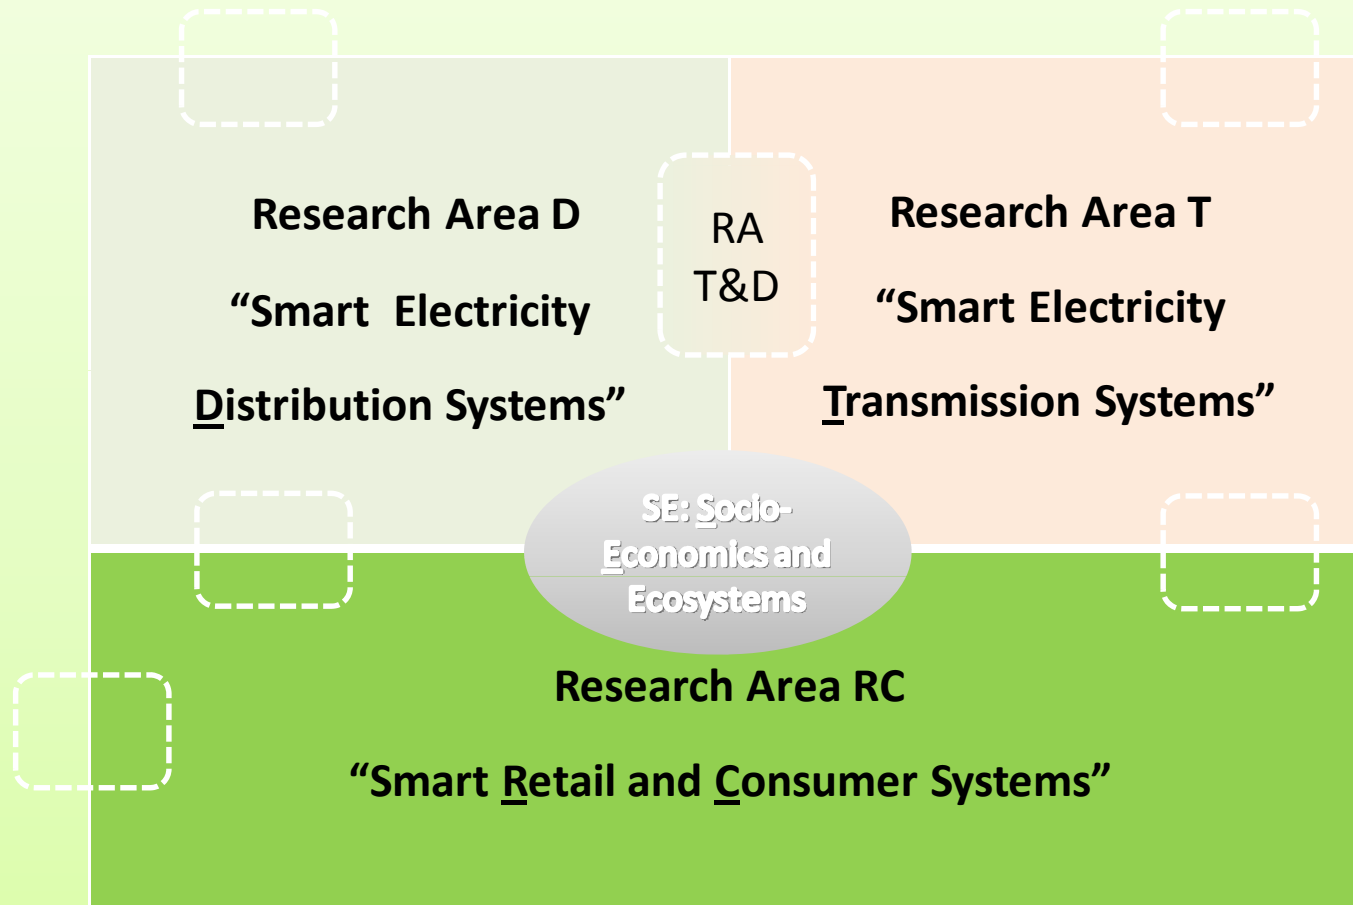 Research Area D
“Smart  Electricity
Distribution Systems”
RA
T&D
Research Area T
“Smart Electricity
Transmission Systems”
SE: Socio-
Economics and
Ecosystems
Research Area RC
“Smart Retail and Consumer Systems”